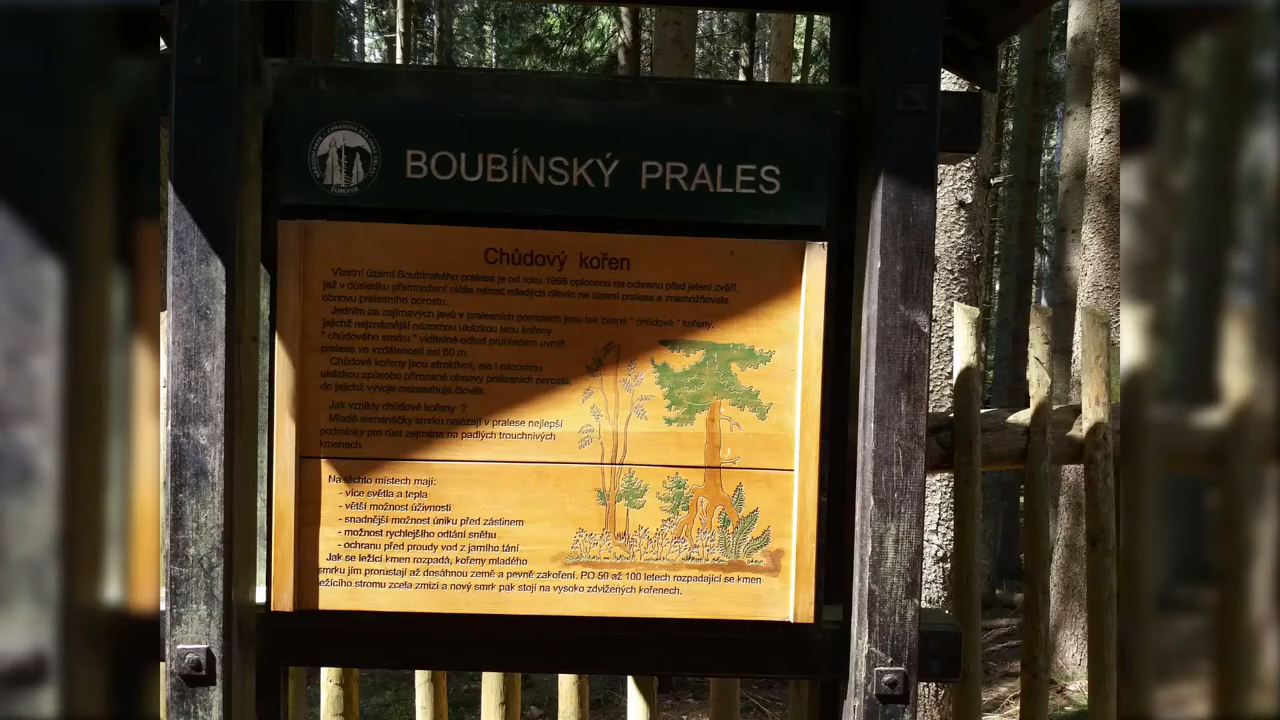 BOUBÍNSKÝ PRALES
ŠUMAVA
Chůdový kořen
Vlastní území Boubínského pralesa je od roku 1966 oploceno na ochranu před jelení zvěří,
jež v důsledku přemnožení ničila nárost mladých dřevin na území pralesa a znemožňovala
obnovu pralesního porostu.
Jedním ze zajímavých jevů v pralesních porostech jsou tak zvané " chůdové " kořeny,
jejichž nejznámější názornou ukázkou jsou kořeny
" chůdového smrku " viditelné odtud průhledem uvnitř
pralesa ve vzdálenosti asi 60 m.
Chůdové kořeny jsou atraktivní, ale i názornou
ukázkou způsobu přirozené obnovy pralesních porostů,
do jejichž vývoje nezasahuje člověk.
Jak vznikly chůdové kořeny ?
Mladé semenáčky smrku nalézají v pralese nejlepší
podmínky pro růst zejména na padlých trouchnivých
kmenech.
Na těchto místech mají:
- více světla a tepla
- větší možnost úživnosti
- snadnější možnost úniku před zástinem
- možnost rychlejšího odtání sněhu
- ochranu před proudy vod z jarního tání
Jak se ležící kmen rozpadá, kořeny mladého
smrku jím prorůstají až dosáhnou země a pevně zakoření. PO 50 až 100 letech rozpadající se kmen
ležícího stromu zcela zmizí a nový smrk pak stojí na vysoko zdvižených kořenech.